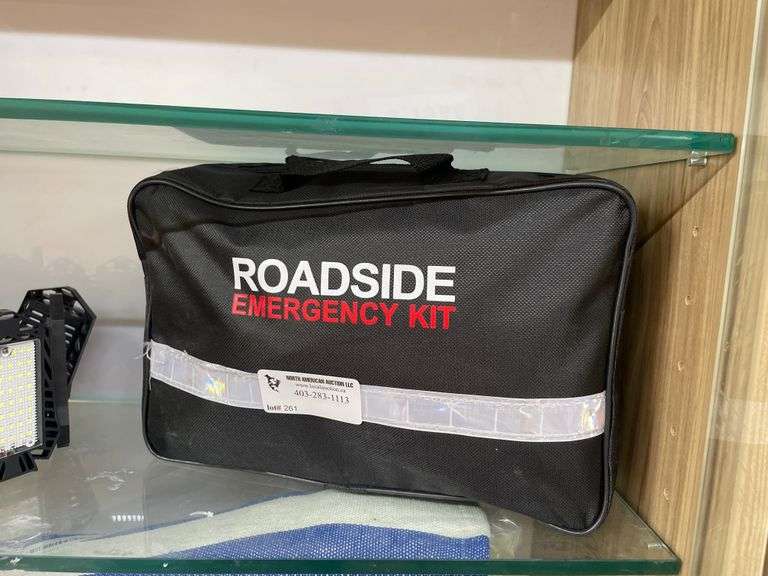 ROADSIDE
EMERGENCY KIT
NORTH AMERICAN AUCTION LLC
403-283-1113
lot# 261